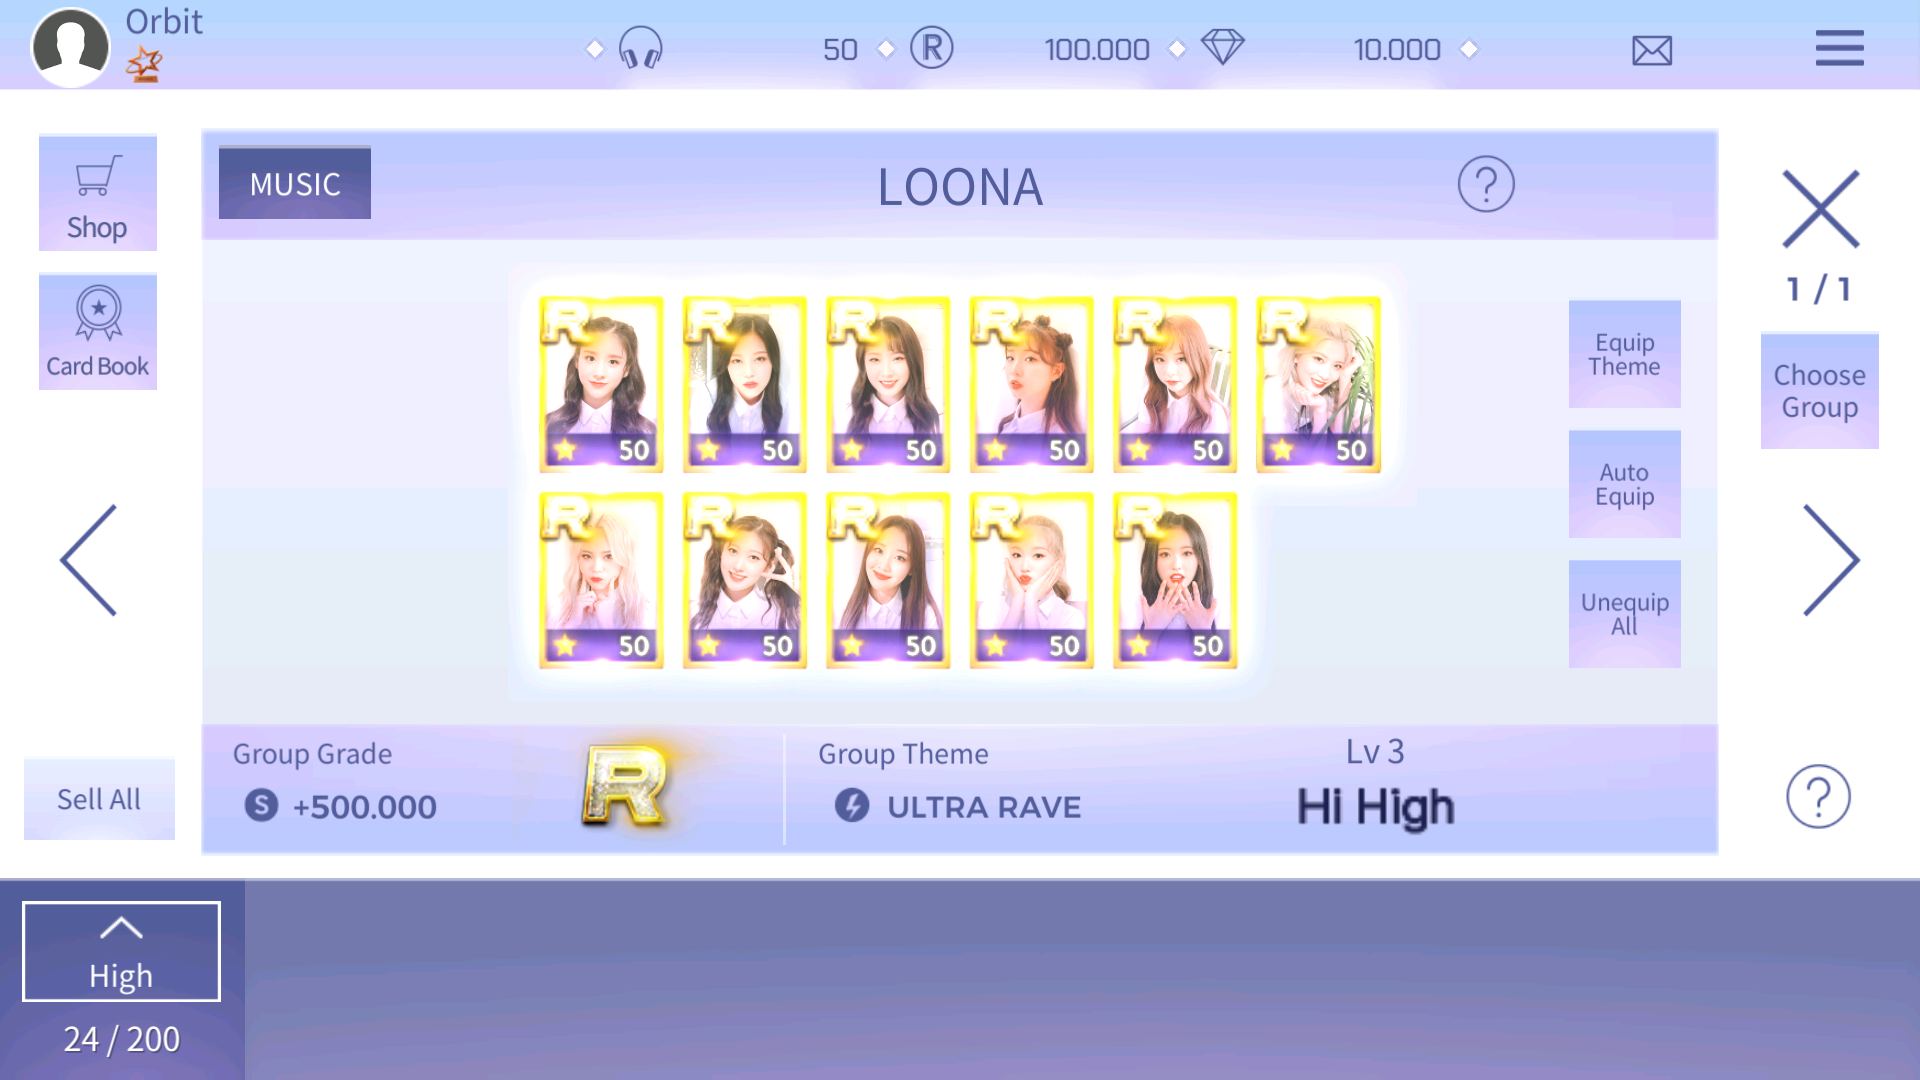 Orbit
50
R
100.000
10.000
Shop
MUSIC
LOONA
?
Card Book
1 / 1
Choose
Group
R R R R R R
50 50 50 50 50 50
R R R R R
50 50 50 50 50
Equip
Theme
Auto
Equip
Unequip
All
Sell All
Group Grade
S +500.000
R
Group Theme
ULTRA RAVE
Lv 3
Hi High
?
High
24 / 200